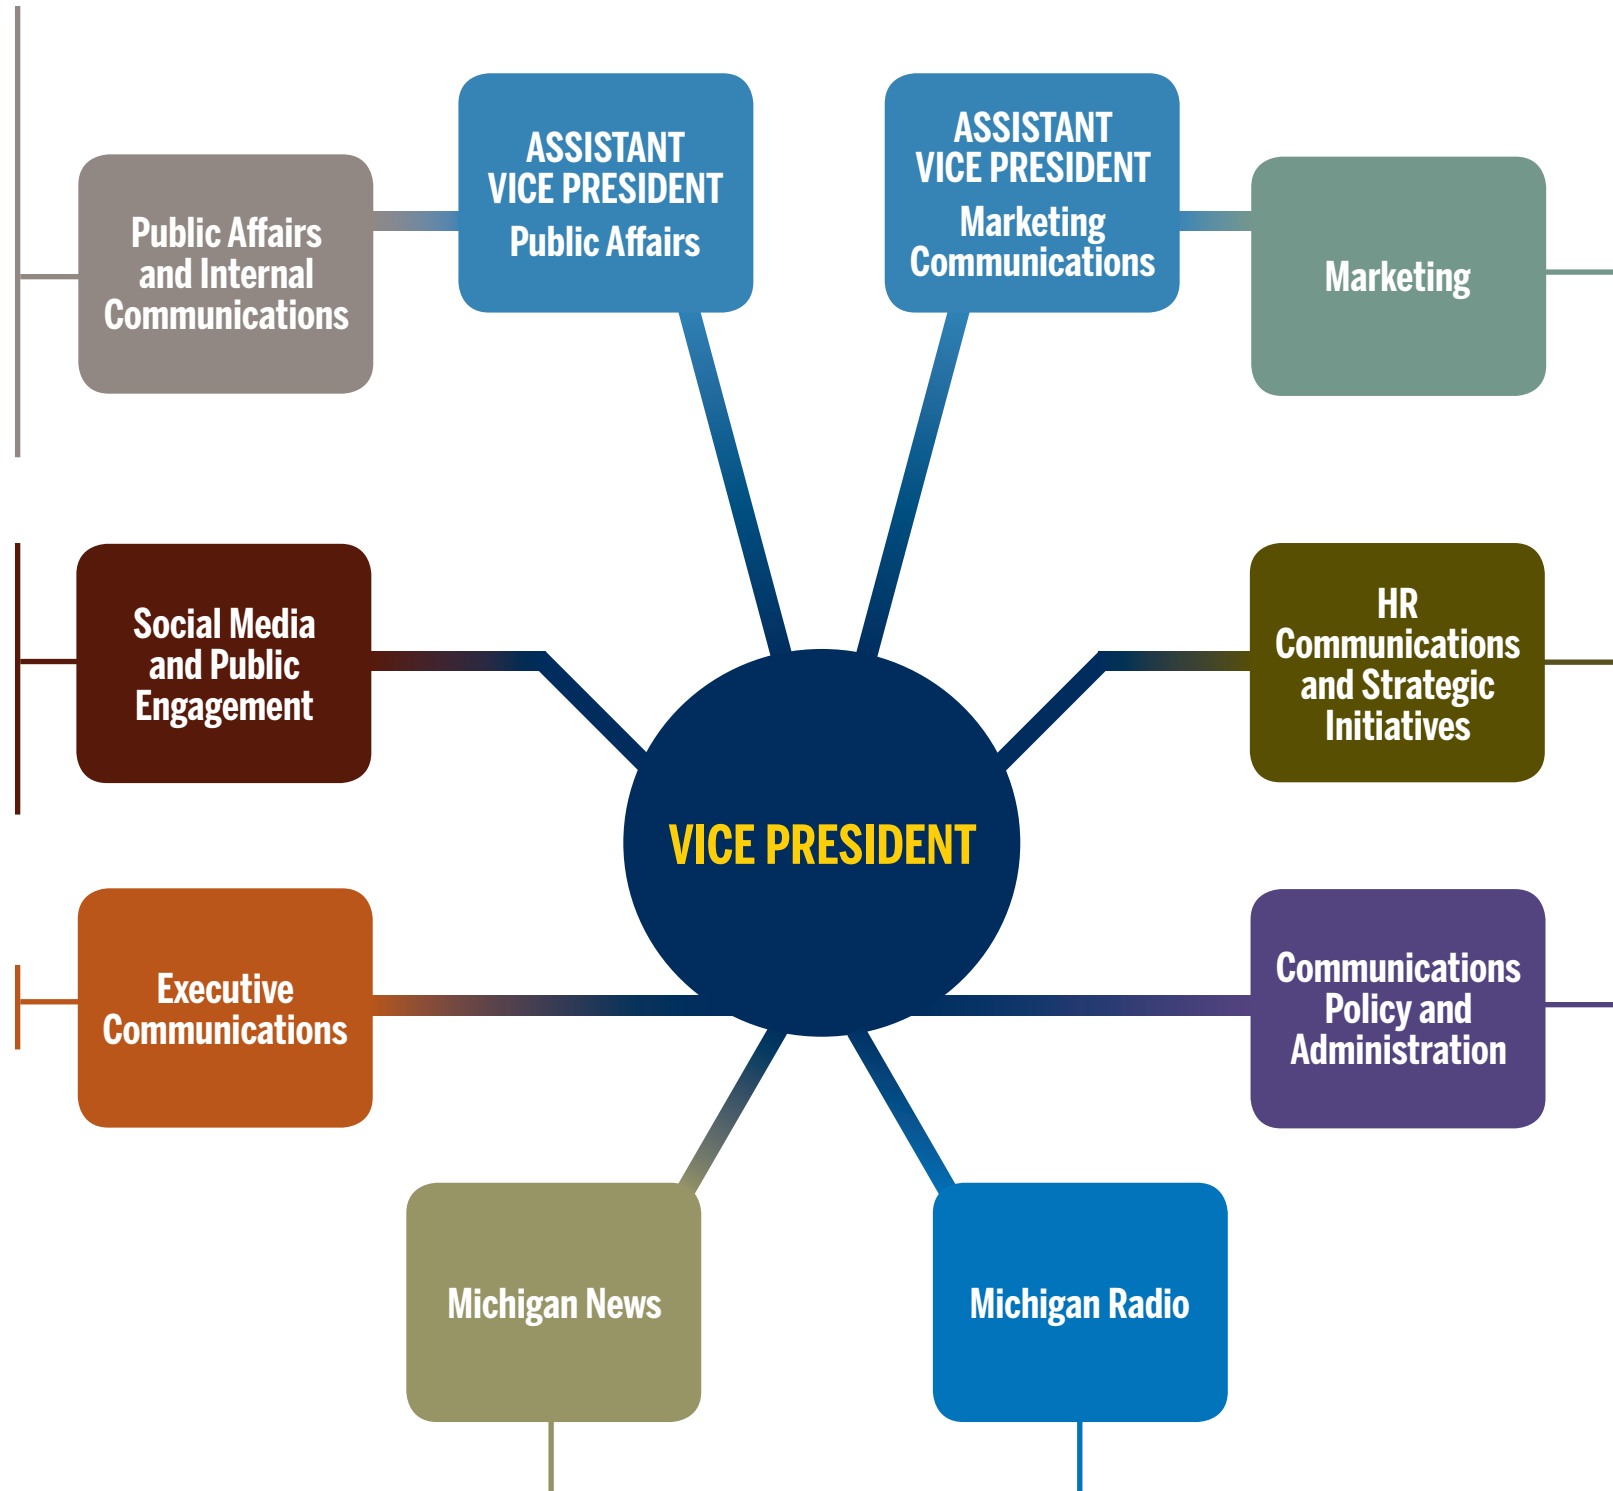 ASSISTANT
VICE PRESIDENT
Public Affairs
ASSISTANT
VICE PRESIDENT
Marketing
Communications
Public Affairs
and Internal
Communications
Marketing
Social Media
and Public
Engagement
HR
Communications
and Strategic
Initiatives
VICE PRESIDENT
Executive
Communications
Communications
Policy and
Administration
Michigan News
Michigan Radio